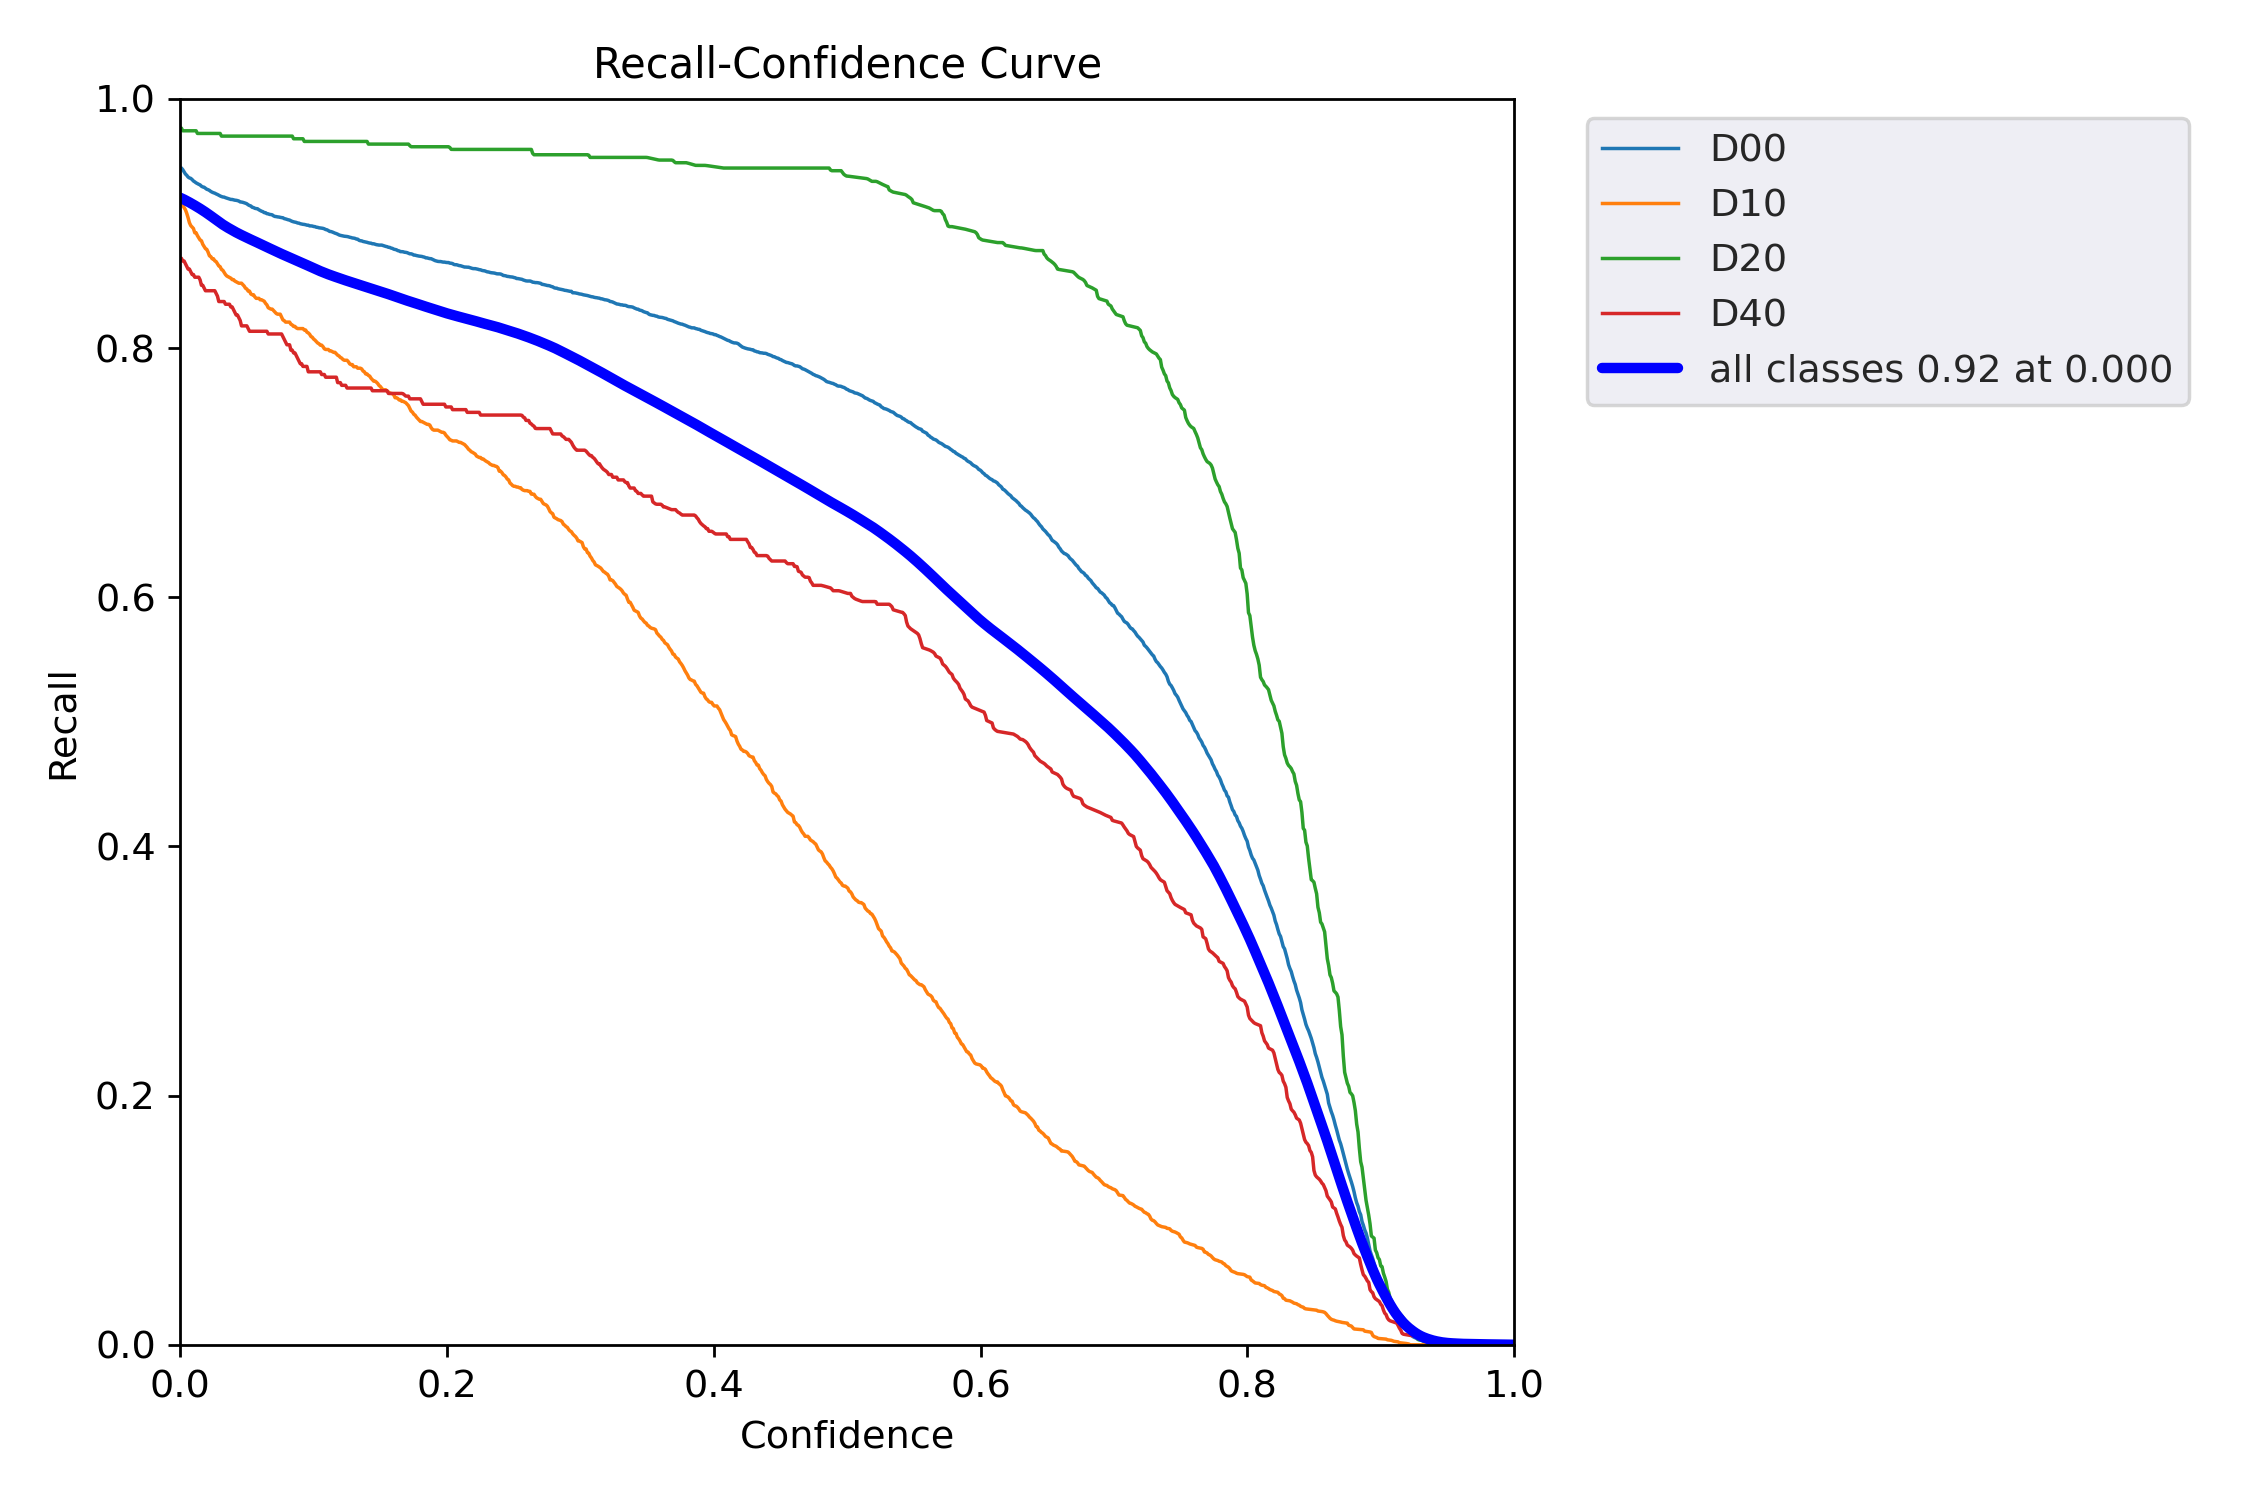 Recall-Confidence Curve
1.0
0.8
0.6
0.4
0.2
0.0
Recall
0.0 0.2 0.4 0.6 0.8 1.0
Confidence
D00
D10
D20
D40
all classes 0.92 at 0.000